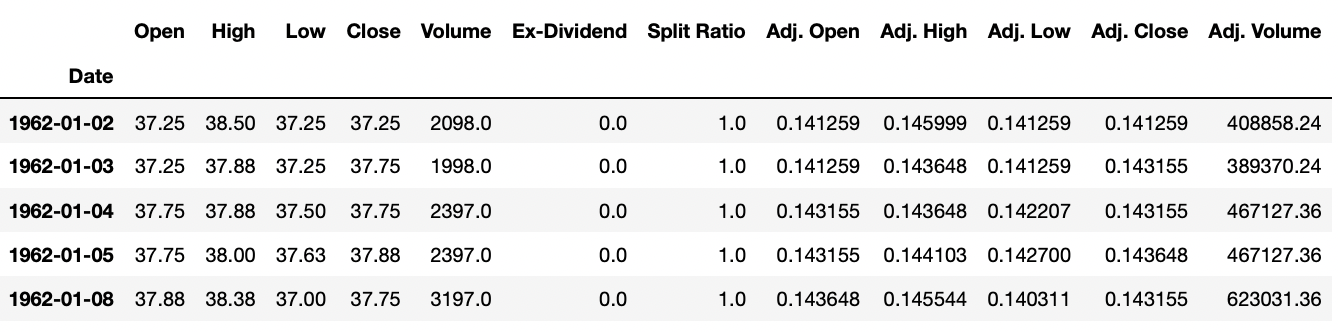 Open High Low Close Volume Ex-Dividend Split Ratio Adj. Open Adj. High Adj. Low Adj. Close Adj. Volume
Date
1962-01-02 37.25 38.50 37.25 37.25 2098.0 0.0 1.0 0.141259 0.145999 0.141259 0.141259 408858.24
1962-01-03 37.25 37.88 37.25 37.75 1998.0 0.0 1.0 0.141259 0.143648 0.141259 0.143155 389370.24
1962-01-04 37.75 37.88 37.50 37.75 2397.0 0.0 1.0 0.143155 0.143648 0.142207 0.143155 467127.36
1962-01-05 37.75 38.00 37.63 37.88 2397.0 0.0 1.0 0.143155 0.144103 0.142700 0.143648 467127.36
1962-01-08 37.88 38.38 37.00 37.75 3197.0 0.0 1.0 0.143648 0.145544 0.140311 0.143155 623031.36